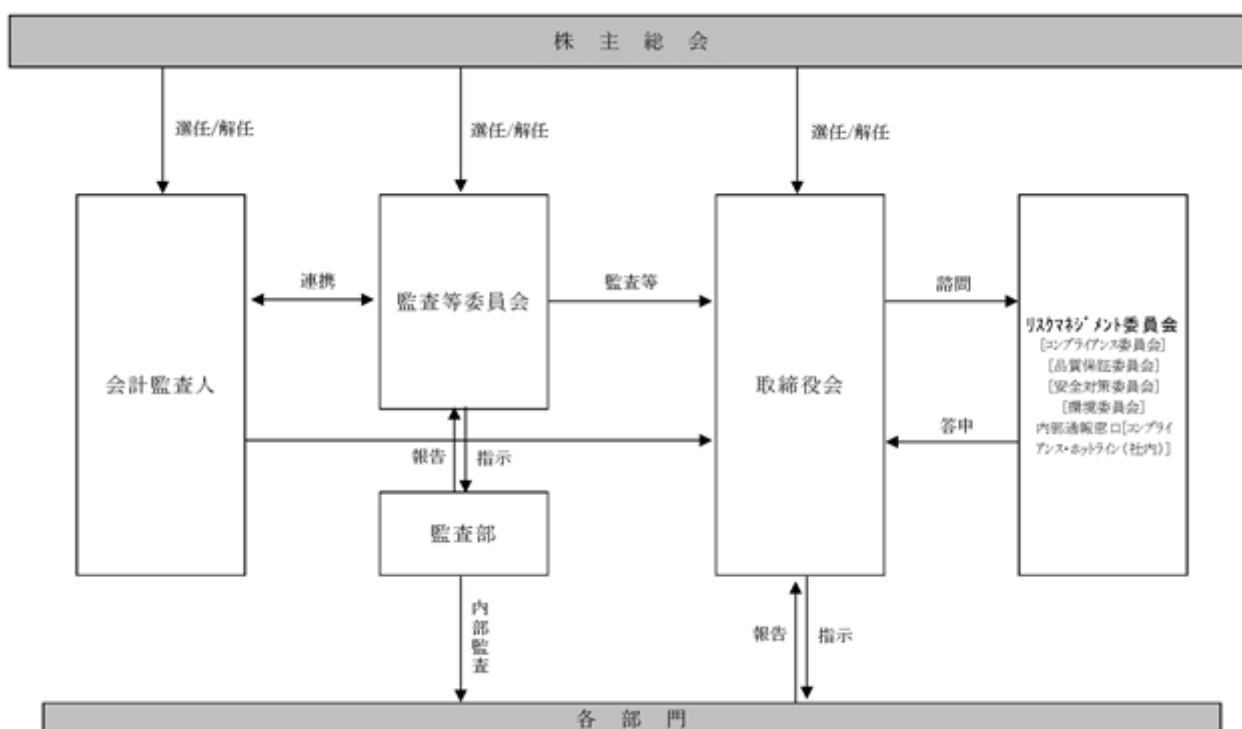 株主総会
選任/解任
選任/解任
選任/解任
連携
監査等
諮問
監査等委員会
会計監査人
取締役会
リスクマネジメント委員会
[コンプライアンス委員会]
[品質保証委員会]
[安全対策委員会]
[環境委員会]
内部通報窓口[コンプライ
アンス・ホットライン(社内)]
答申
報告
指示
監査部
内部監査
報告
指示
各部門